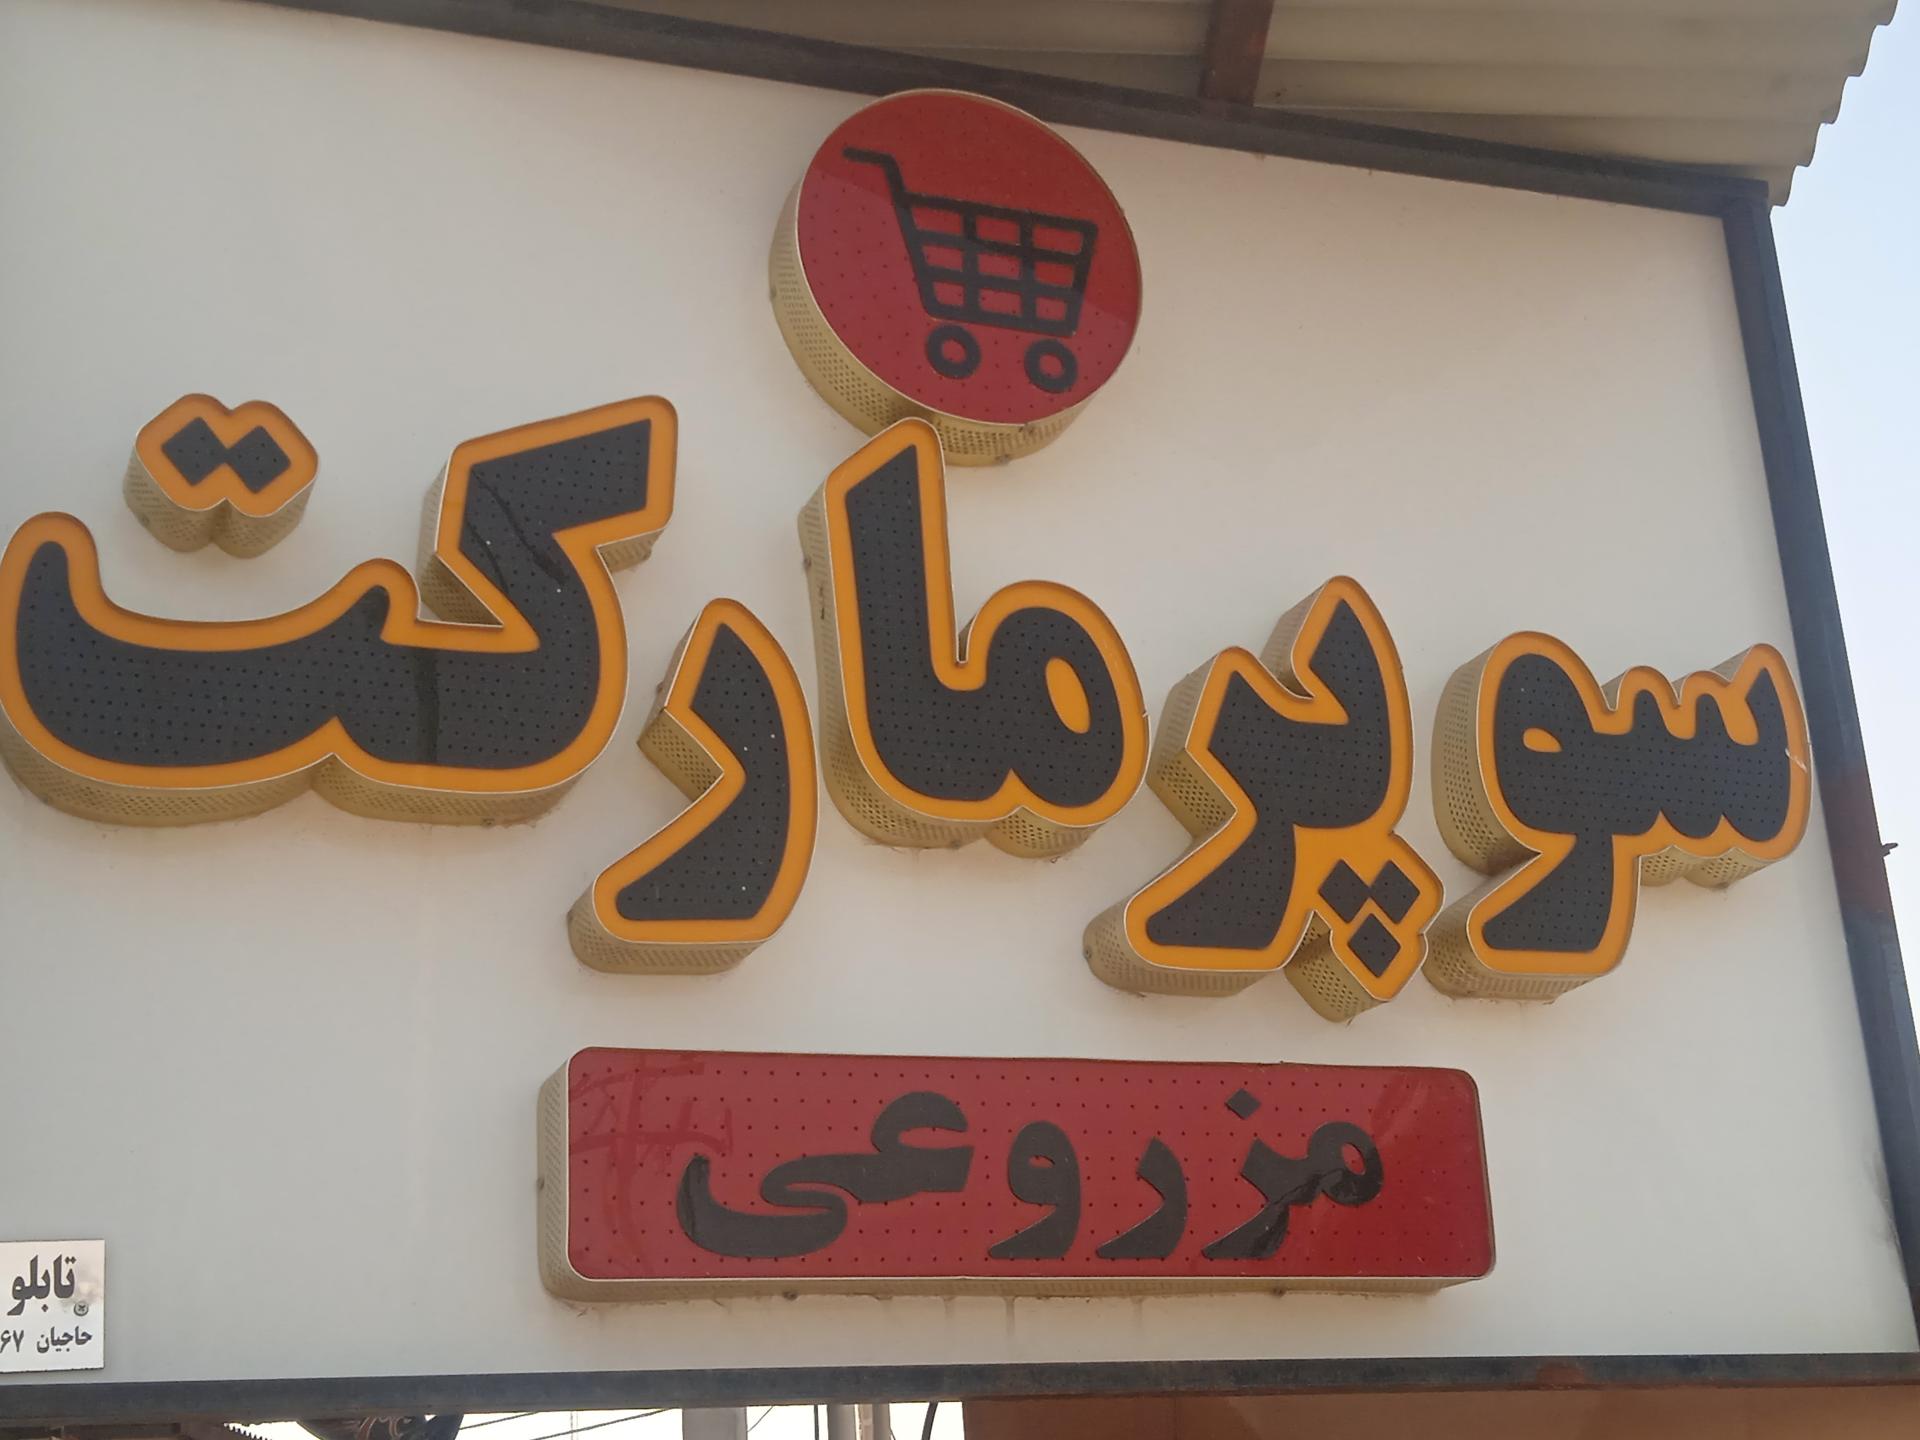 سوپرمارکت
مزروعی
تابلو
حاجیان ۶۷